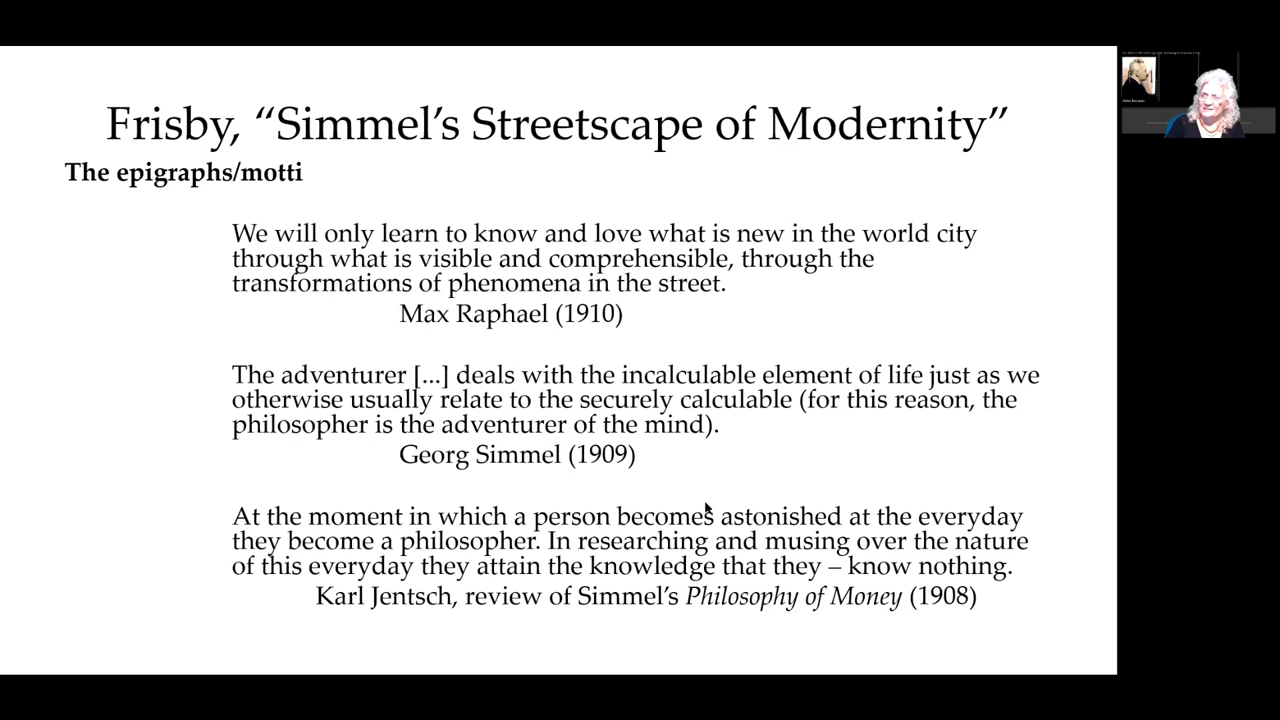 Frisby, “Simmel’s Streetscape of Modernity”
The epigraphs/motti
We will only learn to know and love what is new in the world city
through what is visible and comprehensible, through the
transformations of phenomena in the street.
Max Raphael (1910)
The adventurer [...] deals with the incalculable element of life just as we
otherwise usually relate to the securely calculable (for this reason, the
philosopher is the adventurer of the mind).
Georg Simmel (1909)
At the moment in which a person becomes astonished at the everyday
they become a philosopher. In researching and musing over the nature
of this everyday they attain the knowledge that they – know nothing.
Karl Jentsch, review of Simmel’s Philosophy of Money (1908)